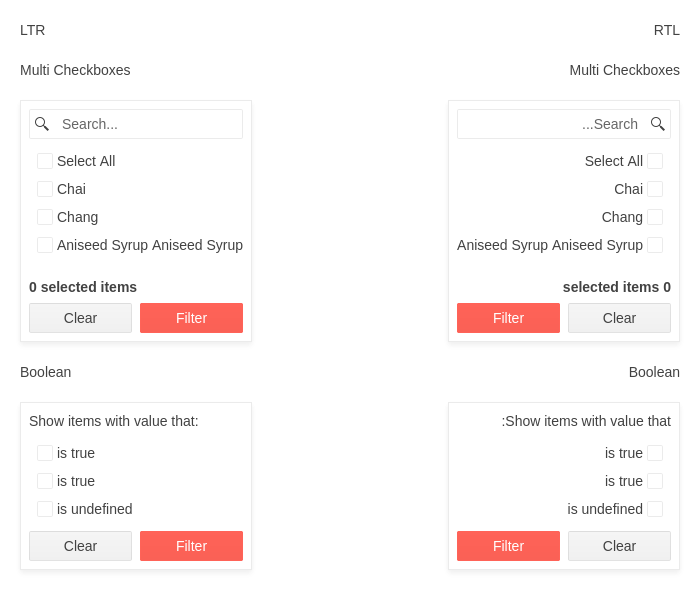 LTR
Multi Checkboxes
Search...
Select All
Chai
Chang
Aniseed Syrup Aniseed Syrup
0 selected items
Clear Filter
Boolean
Show items with value that:
is true
is true
is undefined
Clear Filter
RTL
Multi Checkboxes
...Search
Select All
Chai
Chang
Aniseed Syrup Aniseed Syrup
selected items 0
Filter Clear
Boolean
:Show items with value that
is true
is true
is undefined
Filter Clear